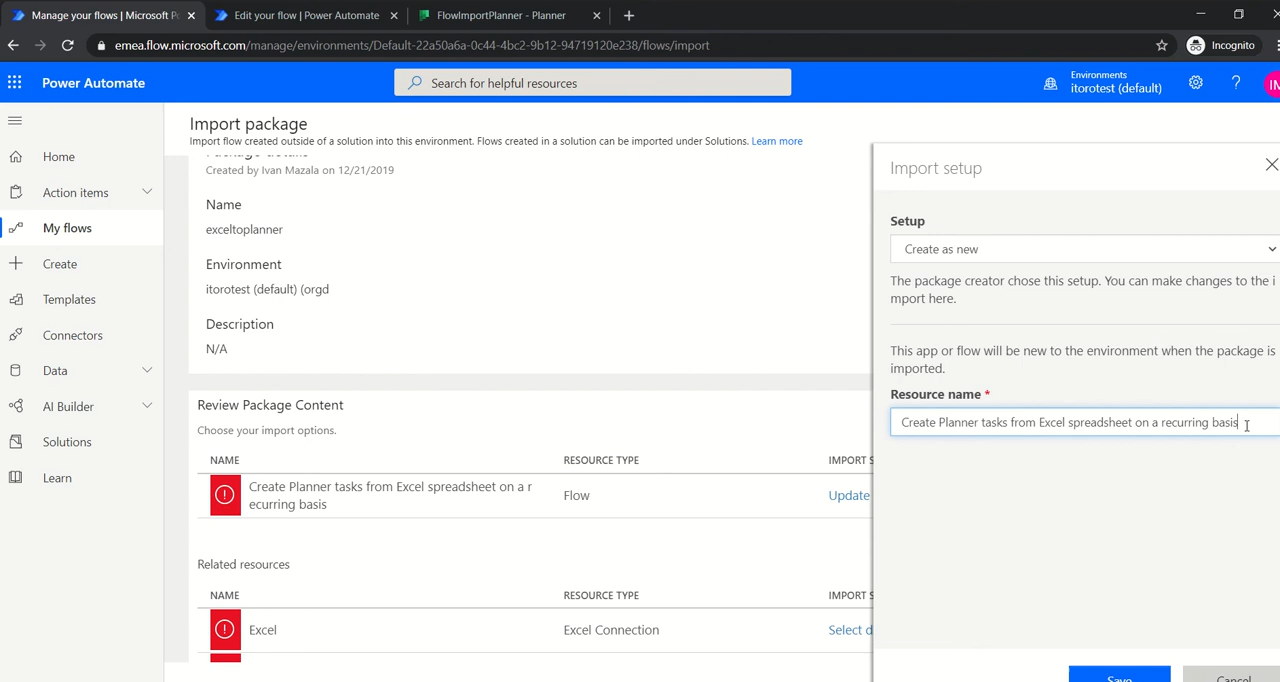 Manage your flows | Microsoft Po
Edit your flow | Power Automate
FlowImportPlanner - Planner
emea.flow.microsoft.com/manage/environments/Default-22a50a6a-0c44-4bc2-9b12-94719120e238/flows/import
Incognito
Power Automate
Search for helpful resources
Environments
itorotest (default)
IM
Home
Action items
My flows
Create
Templates
Connectors
Data
AI Builder
Solutions
Learn
Import package
Import flow created outside of a solution into this environment. Flows created in a solution can be imported under Solutions. Learn more
Package details
Created by Ivan Mazala on 12/21/2019
Name
exceltoplanner
Environment
itorotest (default) (orgd
Description
N/A
Review Package Content
Choose your import options.
NAME RESOURCE TYPE IMPORT S
Create Planner tasks from Excel spreadsheet on a r
ecurring basis
Flow
Update
Related resources
NAME RESOURCE TYPE IMPORT S
Excel Excel Connection Select d
Import setup
Setup
Create as new
The package creator chose this setup. You can make changes to the i
mport here.
This app or flow will be new to the environment when the package is
imported.
Resource name *
Create Planner tasks from Excel spreadsheet on a recurring basis
Save
Cancel